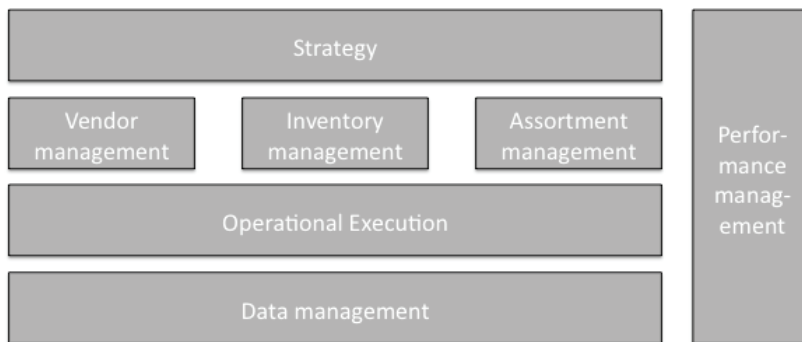 Strategy
Vendor
management
Inventory
management
Assortment
management
Perfor-
mance
manag-
ement
Operational Execution
Data management